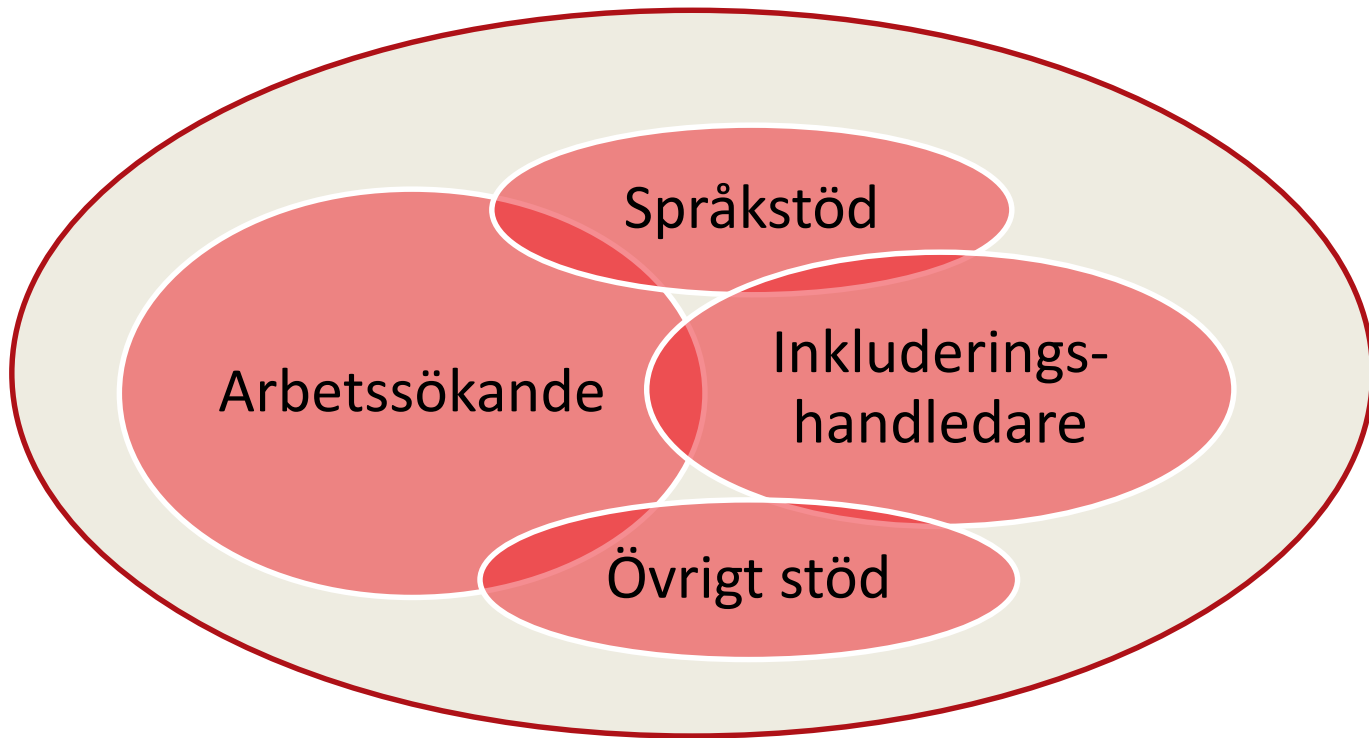 Språkstöd
Arbetssökande
Inkluderings-
handledare
Övrigt stöd